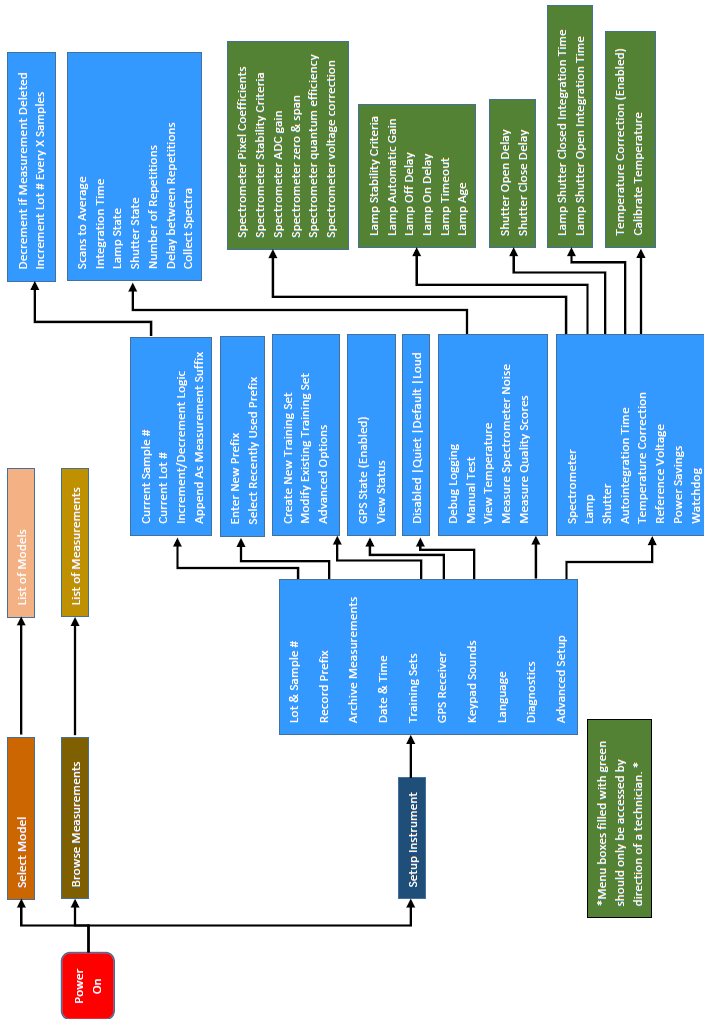 Power
On
Select Model
List of Models
Browse Measurements
List of Measurements
Setup Instrument
Lot & Sample #
Record Prefix
Archive Measurements
Date & Time
Training Sets
GPS Receiver
Keypad Sounds
Language
Diagnostics
Advanced Setup
Current Sample #
Current Lot #
Increment/Decrement Logic
Append As Measurement Suffix
Decrement if Measurement Deleted
Increment Lot # Every X Samples
Enter New Prefix
Select Recently Used Prefix
Create New Training Set
Modify Existing Training Set
Advanced Options
GPS State (Enabled)
View Status
Disabled |Quiet |Default |Loud
Debug Logging
Manual Test
View Temperature
Measure Spectrometer Noise
Measure Quality Scores
Scans to Average
Integration Time
Lamp State
Shutter State
Number of Repetitions
Delay between Repetitions
Collect Spectra
Spectrometer
Lamp
Shutter
Autointegration Time
Temperature Correction
Reference Voltage
Power Savings
Watchdog
Spectrometer Pixel Coefficients
Spectrometer Stability Criteria
Spectrometer ADC gain
Spectrometer zero & span
Spectrometer quantum efficiency
Spectrometer voltage correction
Lamp Stability Criteria
Lamp Automatic Gain
Lamp Off Delay
Lamp On Delay
Lamp Timeout
Lamp Age
Shutter Open Delay
Shutter Close Delay
Lamp Shutter Closed Integration Time
Lamp Shutter Open Integration Time
Temperature Correction (Enabled)
Calibrate Temperature
*Menu boxes filled with green
should only be accessed by
direction of a technician. *